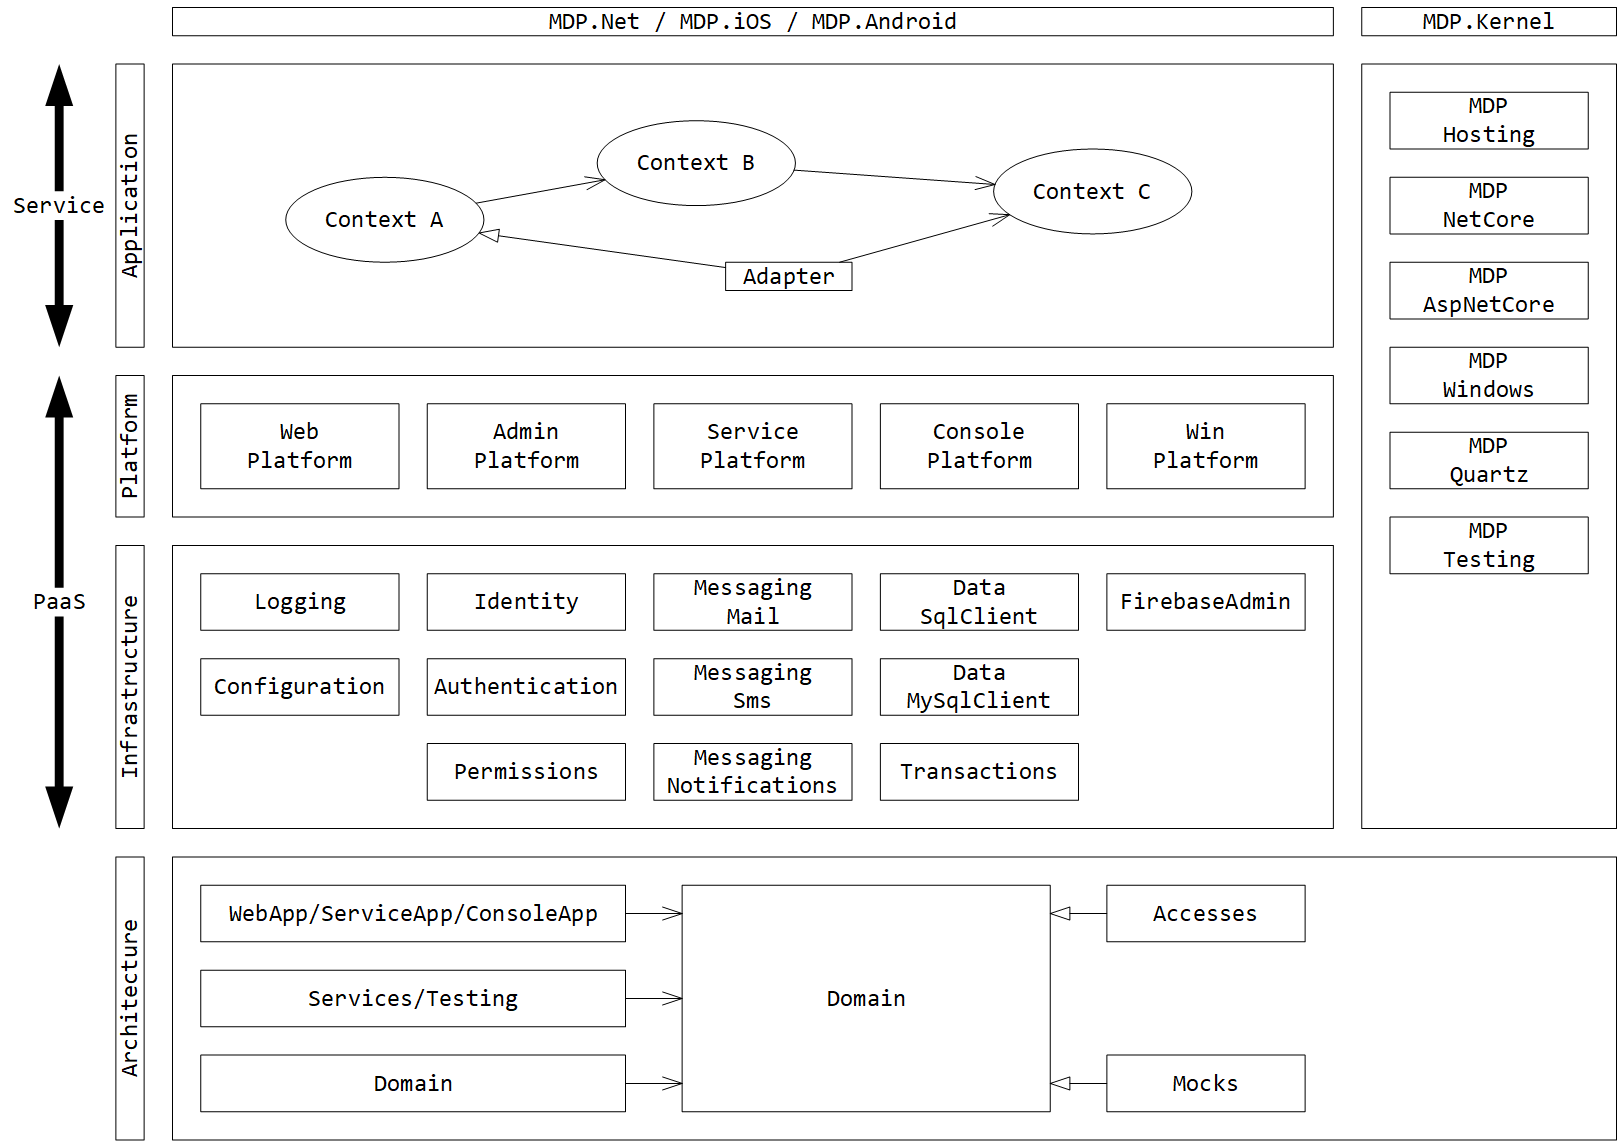 MDP.Net / MDP.iOS / MDP.Android
MDP.Kernel
Service
Application
Context A
Context B
Context C
Adapter
MDP
Hosting
MDP
NetCore
MDP
AspNetCore
MDP
Windows
MDP
Quartz
MDP
Testing
PaaS
Platform
Web
Platform
Admin
Platform
Service
Platform
Console
Platform
Win
Platform
Infrastructure
Logging
Identity
Messaging
Mail
Data
SqlClient
FirebaseAdmin
Configuration
Authentication
Messaging
Sms
Data
MySqlClient
Permissions
Messaging
Notifications
Transactions
Architecture
WebApp/ServiceApp/ConsoleApp
Services/Testing
Domain
Domain
Accesses
Mocks